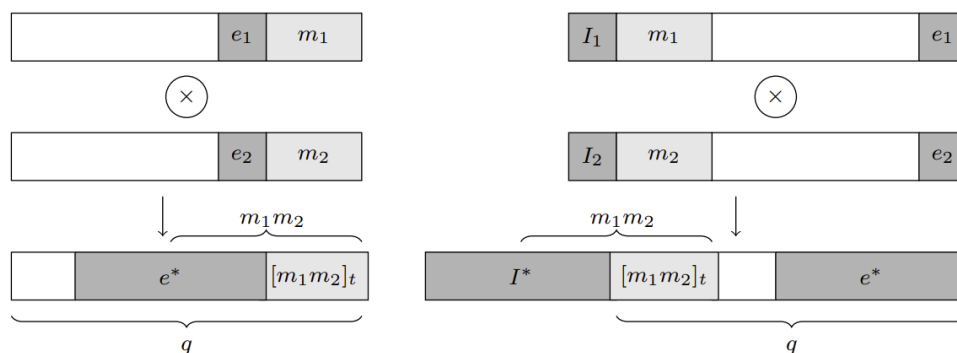 e₁ m₁ I₁ m₁ e₁
× ×
e₂ m₂ I₂ m₂ e₂
m₁m₂ m₁m₂
e* [m₁m₂]ₜ I* [m₁m₂]ₜ e*
q q